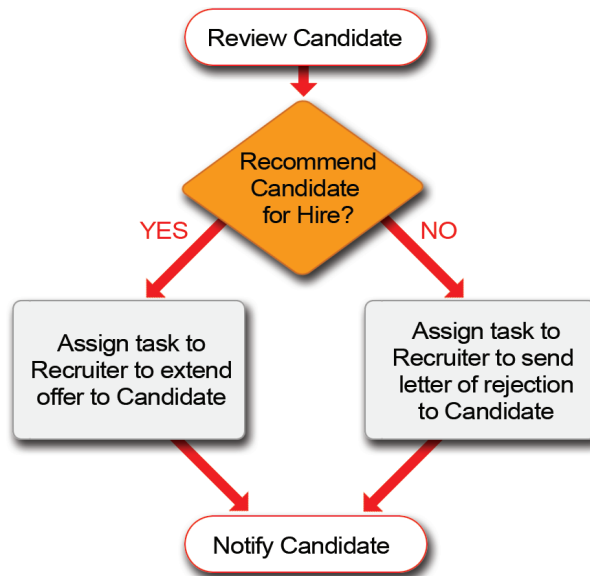 Review Candidate
Recommend
Candidate
for Hire?
YES
NO
Assign task to
Recruiter to extend
offer to Candidate
Assign task to
Recruiter to send
letter of rejection
to Candidate
Notify Candidate